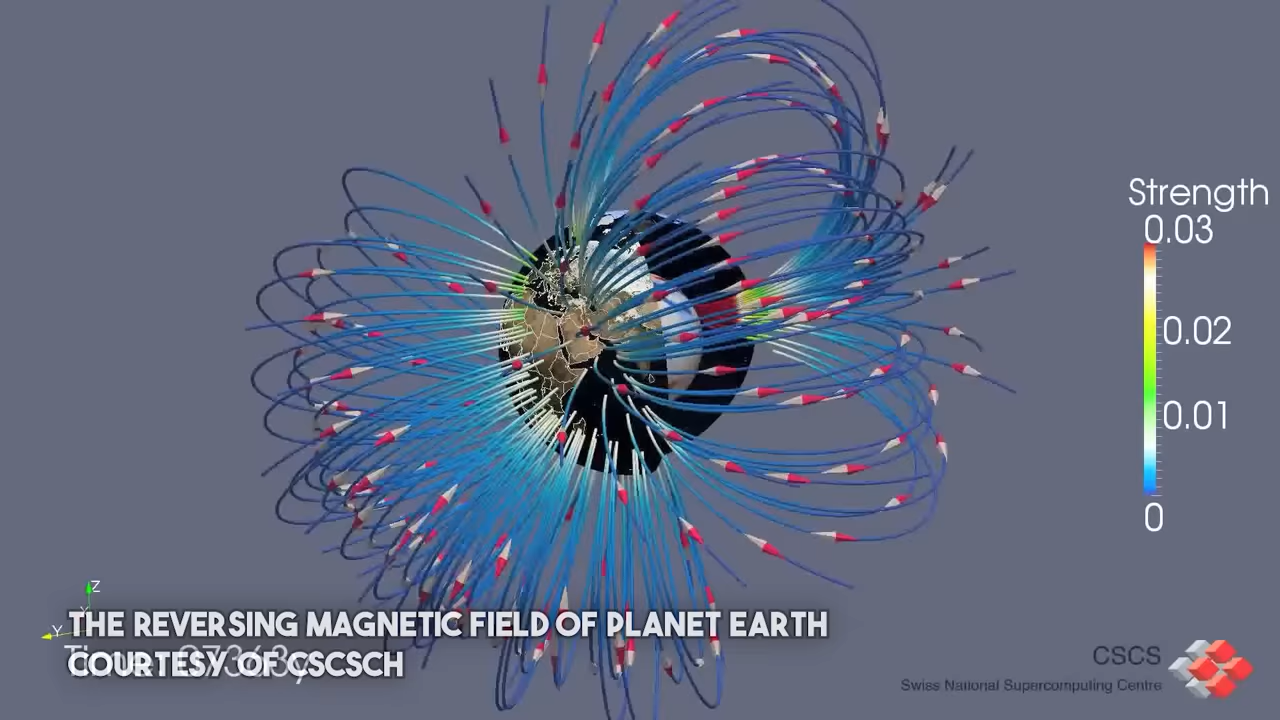 Strength
0.03
0.02
0.01
0
Z
Y
THE REVERSING MAGNETIC FIELD OF PLANET EARTH
COURTESY OF CSCSCH
CSCS
Swiss National Supercomputing Centre